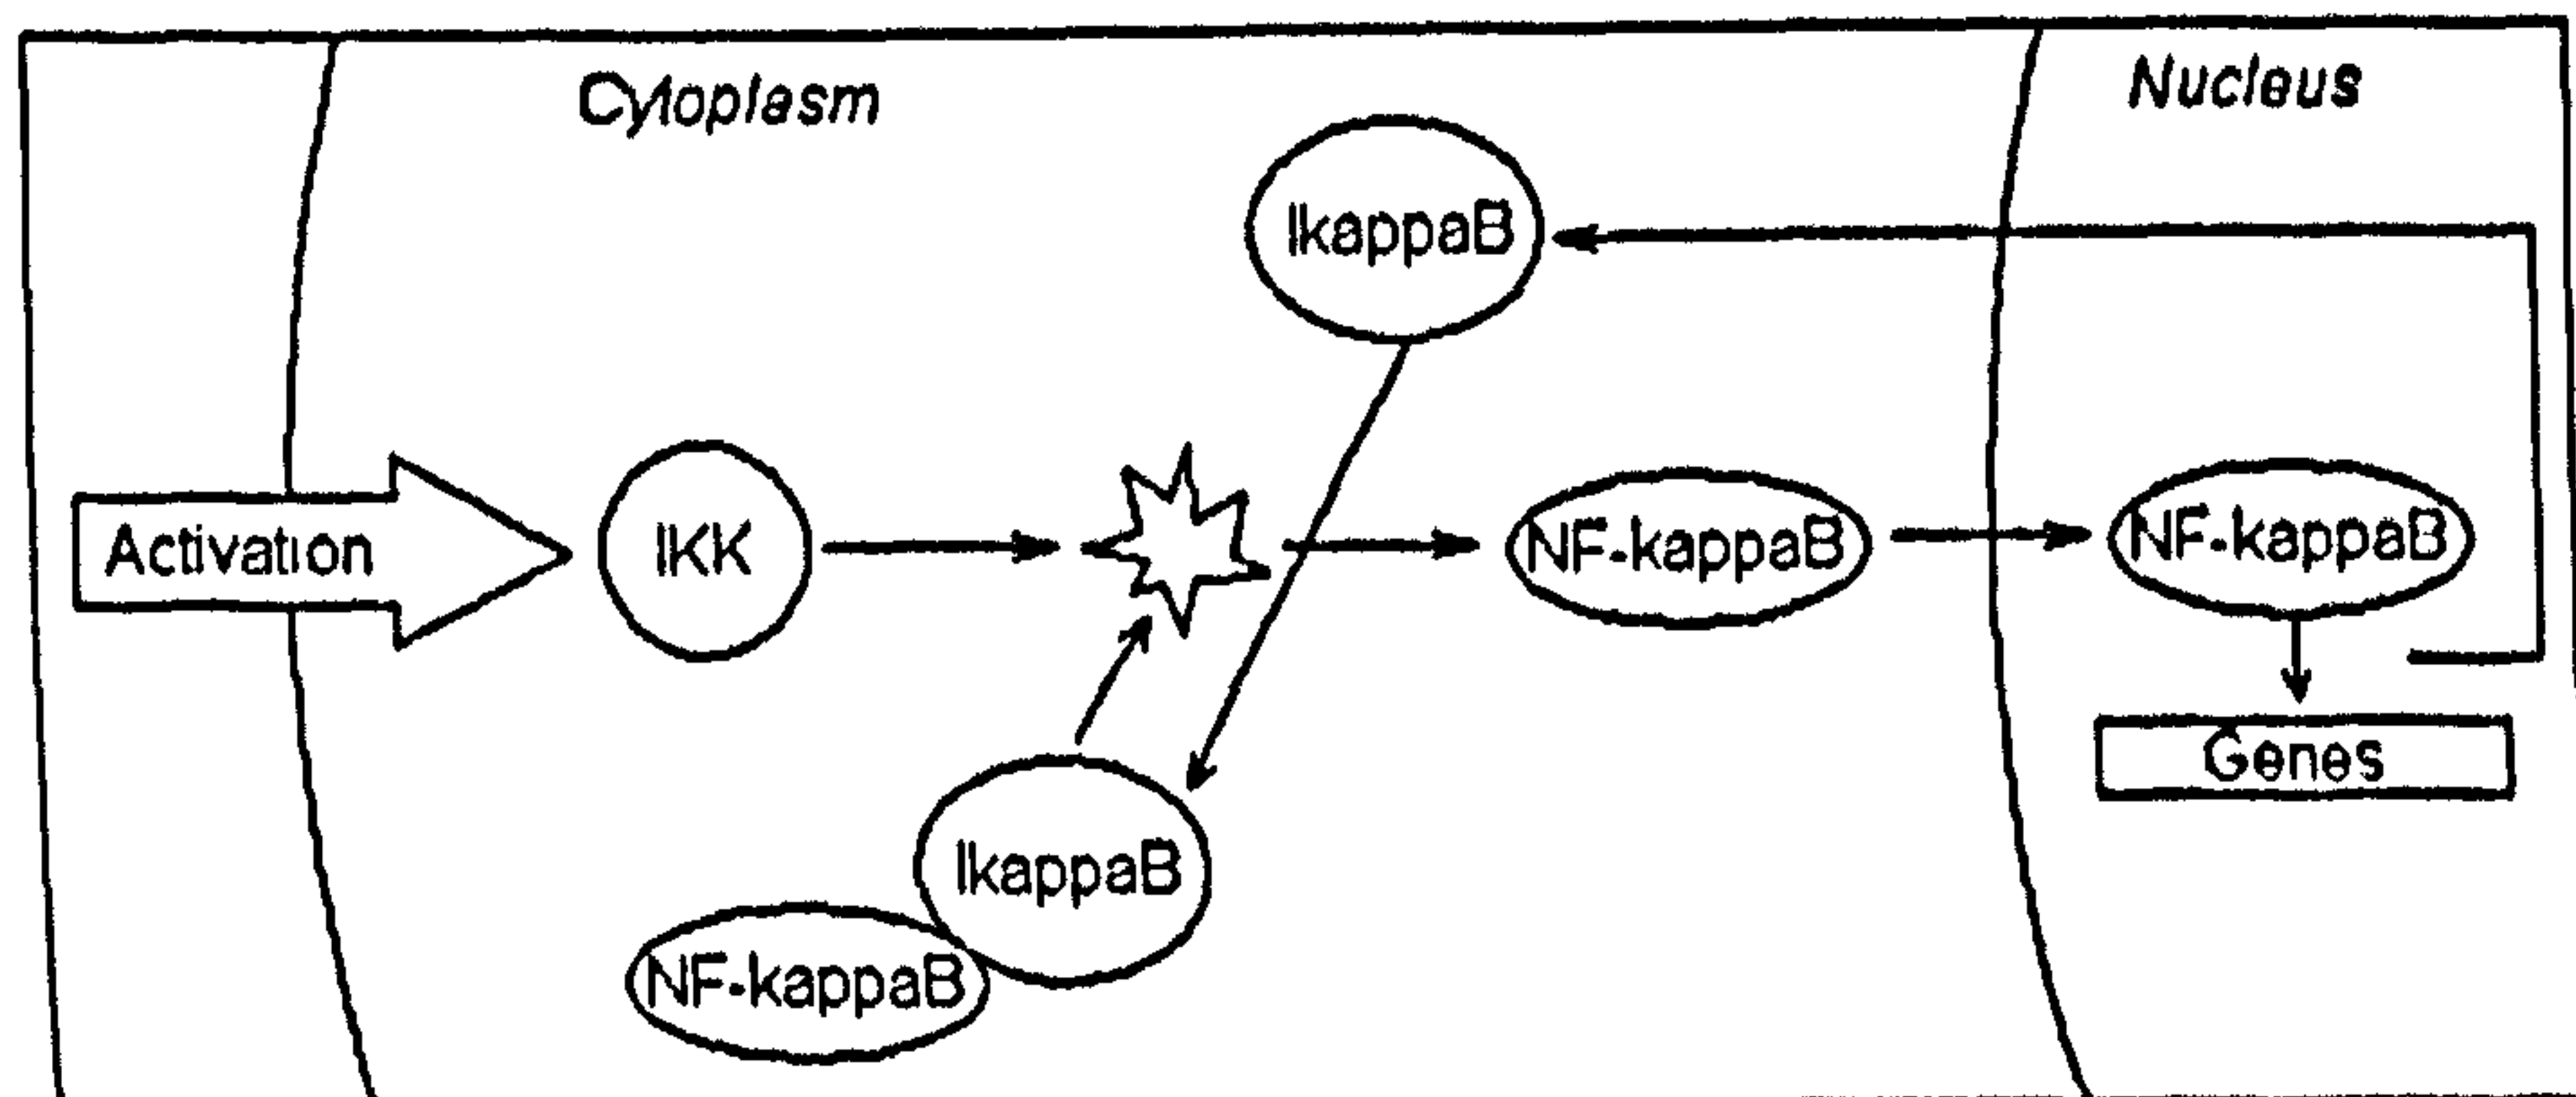 Cytoplasm
Nucleus
IkappaB
Activation
IKK
NF-kappaB
NF-kappaB
Genes
IkappaB
NF-kappaB